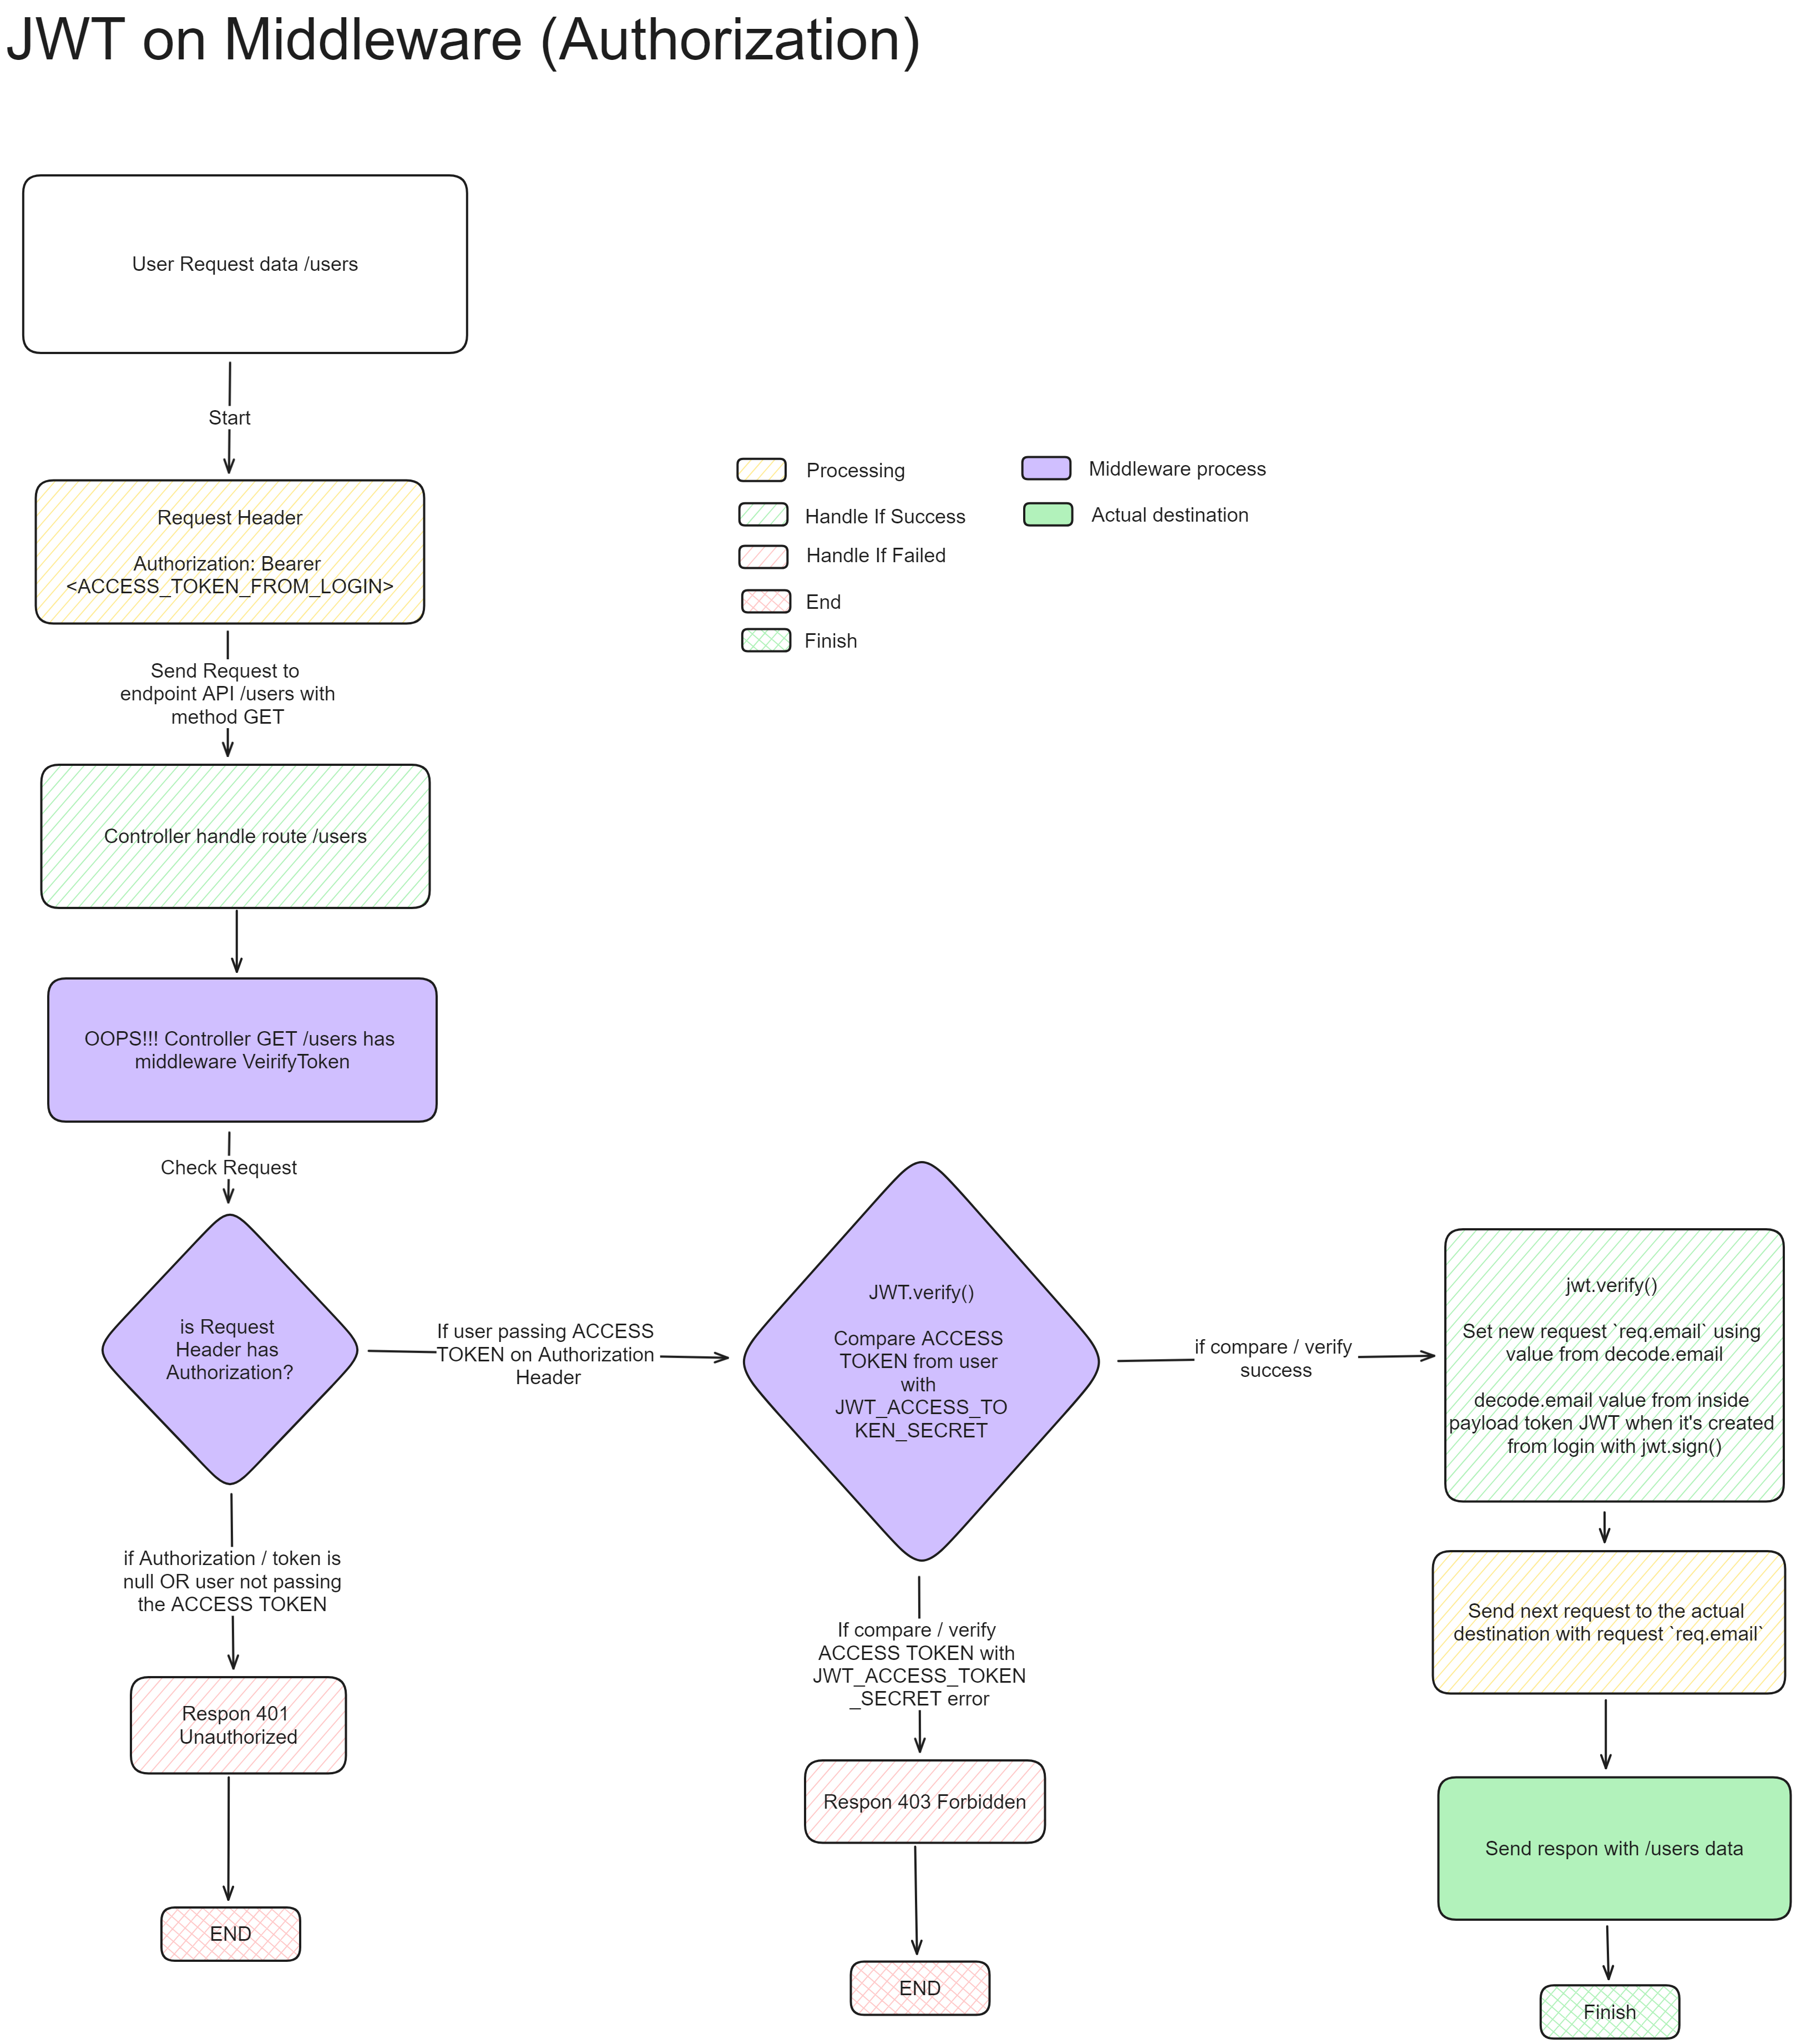 JWT on Middleware (Authorization)
User Request data /users
Start
Request Header
Authorization: Bearer
<ACCESS_TOKEN_FROM_LOGIN>
Send Request to
endpoint API /users with
method GET
Controller handle route /users
OOPS!!! Controller GET /users has
middleware VeirifyToken
Check Request
is Request
Header has
Authorization?
if Authorization / token is
null OR user not passing
the ACCESS TOKEN
Respon 401
Unauthorized
END
Processing
Handle If Success
Handle If Failed
End
Finish
Middleware process
Actual destination
If user passing ACCESS
TOKEN on Authorization
Header
JWT.verify()
Compare ACCESS
TOKEN from user
with
JWT_ACCESS_TO
KEN_SECRET
If compare / verify
ACCESS TOKEN with
JWT_ACCESS_TOKEN
_SECRET error
Respon 403 Forbidden
END
if compare / verify
success
jwt.verify()
Set new request `req.email` using
value from decode.email
decode.email value from inside
payload token JWT when it's created
from login with jwt.sign()
Send next request to the actual
destination with request `req.email`
Send respon with /users data
Finish